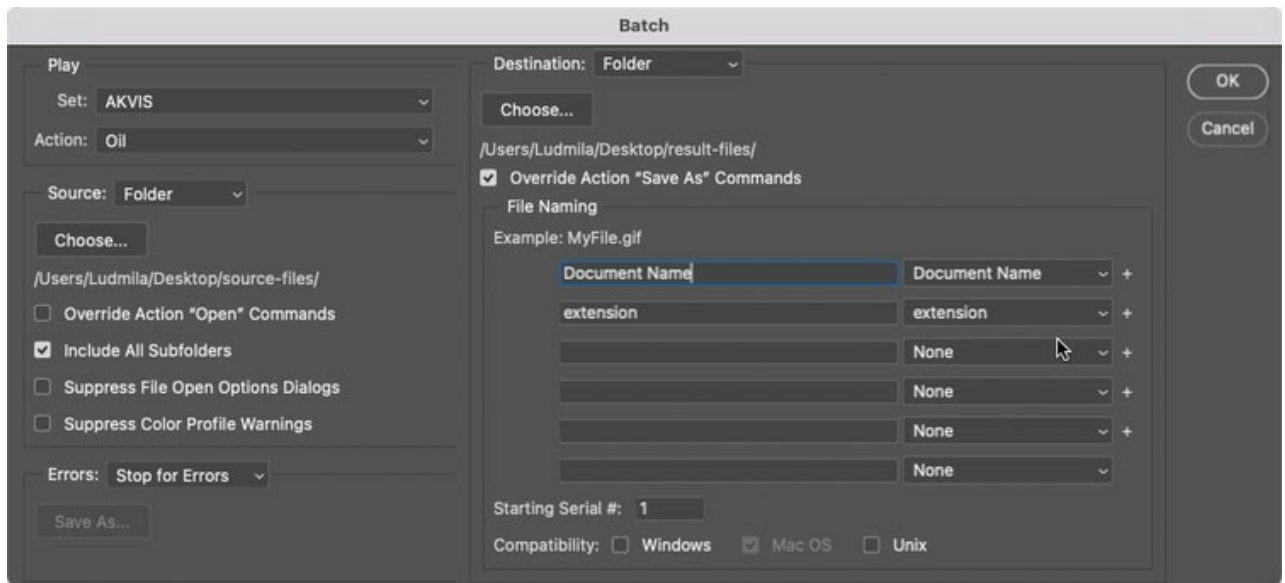 Batch
Play
Set: AKVIS
Action: Oil
Source: Folder
Choose...
/Users/Ludmila/Desktop/source-files/
Override Action "Open" Commands
Include All Subfolders
Suppress File Open Options Dialogs
Suppress Color Profile Warnings
Errors: Stop for Errors
Save As...
Destination: Folder
Choose...
/Users/Ludmila/Desktop/result-files/
Override Action "Save As" Commands
File Naming
Example: MyFile.gif
Document Name Document Name +
extension extension +
None +
None +
None +
None
Starting Serial #: 1
Compatibility: Windows Mac OS Unix
OK
Cancel